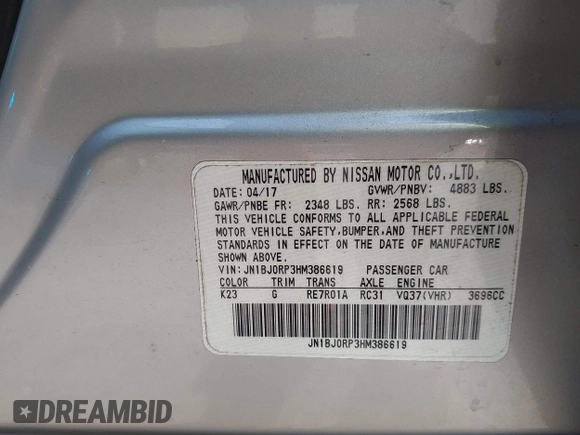 MANUFACTURED BY NISSAN MOTOR CO.,LTD.
DATE: 04/17 GVWR/PNBV: 4883 LBS.
GAWR/PNBE FR: 2348 LBS. RR: 2568 LBS.
THIS VEHICLE CONFORMS TO ALL APPLICABLE FEDERAL
MOTOR VEHICLE SAFETY,BUMPER,AND THEFT PREVENTION
STANDARDS IN EFFECT ON THE DATE OF MANUFACTURE
SHOWN ABOVE.
VIN: JN1BJ0RP3HM386619 PASSENGER CAR
COLOR TRIM TRANS AXLE ENGINE
K23 G RE7R01A RC31 VQ37(VHR) 3696CC
JN1BJ0RP3HM386619
DREAMBID